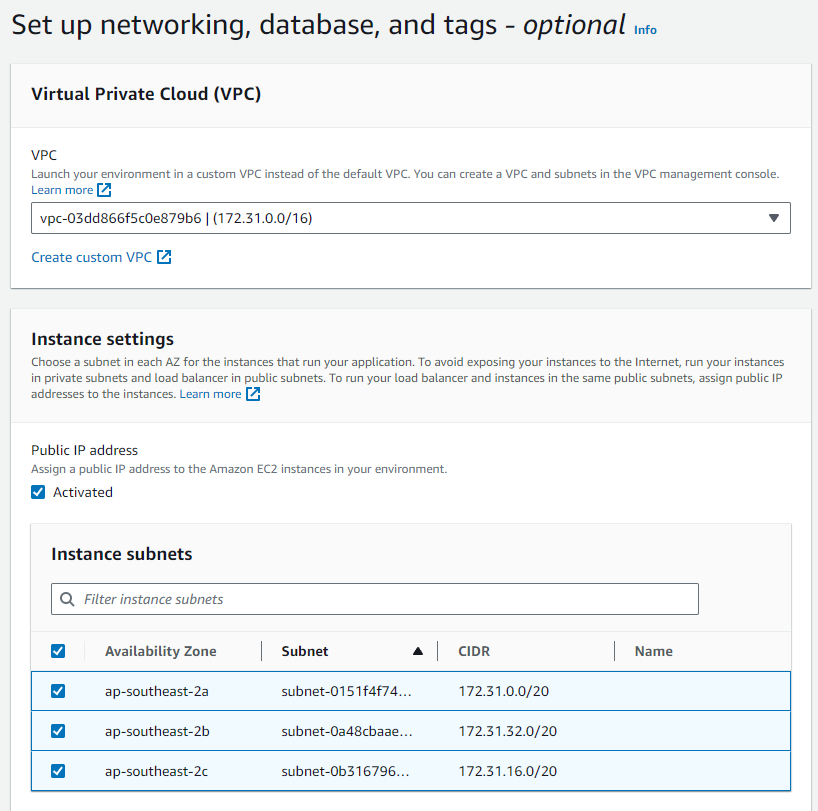 Set up networking, database, and tags - optional Info
Virtual Private Cloud (VPC)
VPC
Launch your environment in a custom VPC instead of the default VPC. You can create a VPC and subnets in the VPC management console.
Learn more
vpc-03dd866f5c0e879b6 | (172.31.0.0/16)
Create custom VPC
Instance settings
Choose a subnet in each AZ for the instances that run your application. To avoid exposing your instances to the Internet, run your instances
in private subnets and load balancer in public subnets. To run your load balancer and instances in the same public subnets, assign public IP
addresses to the instances. Learn more
Public IP address
Assign a public IP address to the Amazon EC2 instances in your environment.
Activated
Instance subnets
Filter instance subnets
Availability Zone Subnet CIDR Name
ap-southeast-2a subnet-0151f4f74... 172.31.0.0/20
ap-southeast-2b subnet-0a48cbaae... 172.31.32.0/20
ap-southeast-2c subnet-0b316796... 172.31.16.0/20